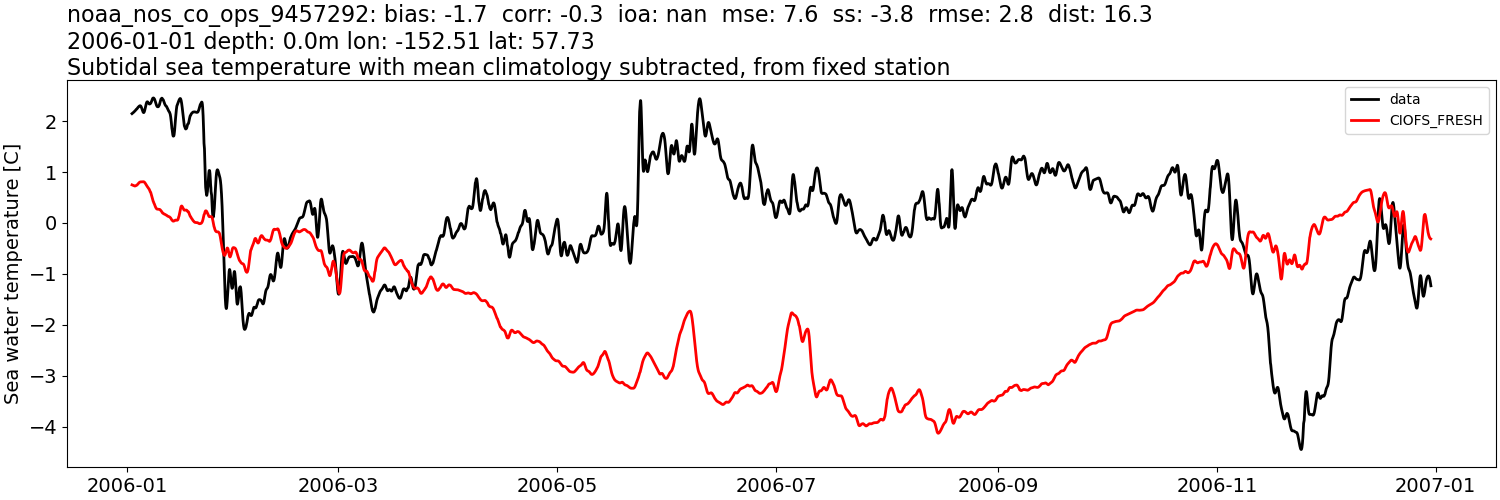 noaa_nos_co_ops_9457292: bias: -1.7  corr: -0.3  ioa: nan  mse: 7.6  ss: -3.8  rmse: 2.8  dist: 16.3
2006-01-01 depth: 0.0m lon: -152.51 lat: 57.73
Subtidal sea temperature with mean climatology subtracted, from fixed station
data
CIOFS_FRESH
Sea water temperature [C]
2
1
0
−1
−2
−3
−4
2006-01
2006-03
2006-05
2006-07
2006-09
2006-11
2007-01